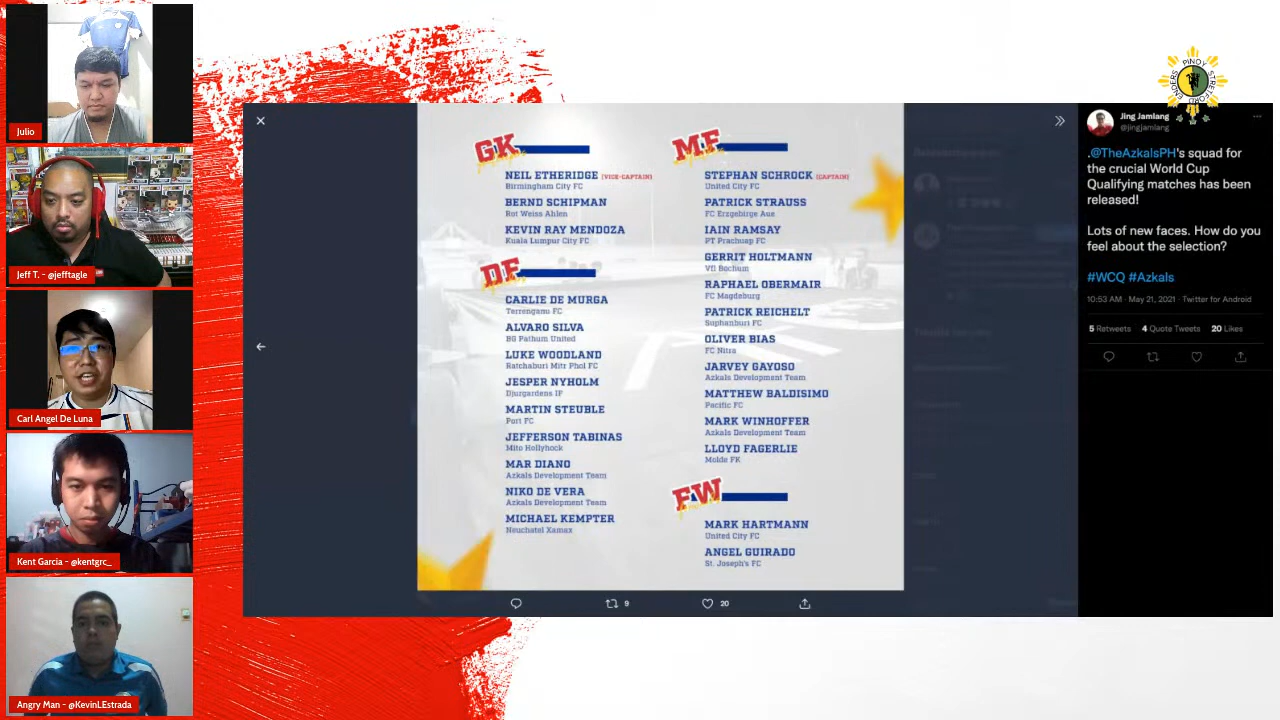 Julio
Jeff T. - @jefftagle
Carl Angel De Luna
Kent Garcia - @kentgrc_
Angry Man - @KevinLEstrada
GK
NEIL ETHERIDGE (VICE-CAPTAIN)
Birmingham City FC
BERND SCHIPMAN
Rot Weiss Ahlen
KEVIN RAY MENDOZA
Kuala Lumpur City FC
DF
CARLIE DE MURGA
Terrenganu FC
ALVARO SILVA
BG Pathum United
LUKE WOODLAND
Ratchaburi Mitr Phol FC
JESPER NYHOLM
Djurgardens IF
MARTIN STEUBLE
Port FC
JEFFERSON TABINAS
Mito Hollyhock
MAR DIANO
Azkals Development Team
NIKO DE VERA
Azkals Development Team
MICHAEL KEMPTER
Neuchatel Xamax
MF
STEPHAN SCHROCK (CAPTAIN)
United City FC
PATRICK STRAUSS
FC Erzgebirge Aue
IAIN RAMSAY
PT Prachuap FC
GERRIT HOLTMANN
Vfl Bochum
RAPHAEL OBERMAIR
FC Magdeburg
PATRICK REICHELT
Suphanburi FC
OLIVER BIAS
FC Nitra
JARVEY GAYOSO
Azkals Development Team
MATTHEW BALDISIMO
Pacific FC
MARK WINHOFFER
Azkals Development Team
LLOYD FAGERLIE
Molde FK
FW
MARK HARTMANN
United City FC
ANGEL GUIRADO
St. Joseph's FC
9
20
PINOY STRETFORD ENDERS
Jing Jamlang
@jingjamlang
.@TheAzkalsPH's squad for
the crucial World Cup
Qualifying matches has been
released!
Lots of new faces. How do you
feel about the selection?
#WCQ #Azkals
10:53 AM · May 21, 2021 · Twitter for Android
5 Retweets 4 Quote Tweets 20 Likes